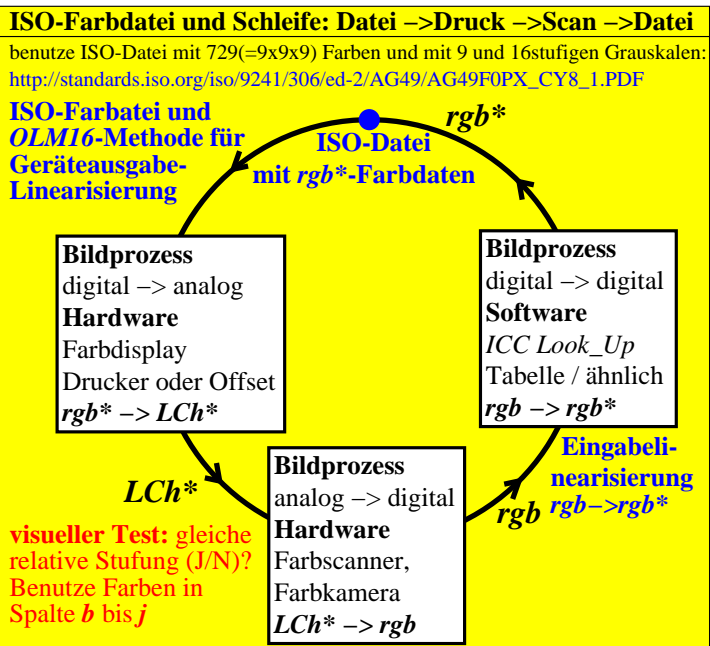 ISO-Farbdatei und Schleife: Datei −>Druck −>Scan −>Datei
benutze ISO-Datei mit 729(=9x9x9) Farben und mit 9 und 16stufigen Grauskalen:
http://standards.iso.org/iso/9241/306/ed-2/AG49/AG49F0PX_CY8_1.PDF
ISO-Farbatei und
OLM16-Methode für
Geräteausgabe-
Linearisierung
rgb*
ISO-Datei
mit rgb*-Farbdaten
Bildprozess
digital −> analog
Hardware
Farbdisplay
Drucker oder Offset
rgb* −> LCh*
Bildprozess
digital −> digital
Software
ICC Look_Up
Tabelle / ähnlich
rgb −> rgb*
LCh*
Bildprozess
analog −> digital
Hardware
Farbscanner,
Farbkamera
LCh* −> rgb
rgb
Eingabeli-
nearisierung
rgb−>rgb*
visueller Test: gleiche
relative Stufung (J/N)?
Benutze Farben in
Spalte b bis j